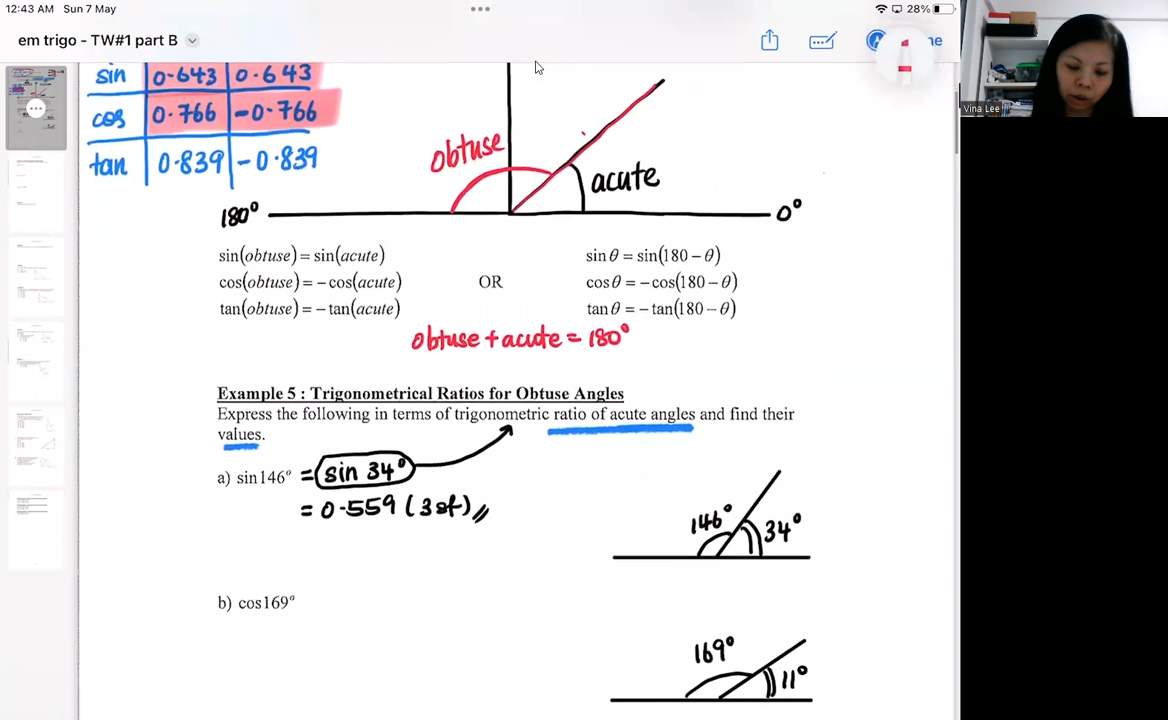 12:43 AM Sun 7 May
28%
em trigo - TW#1 part B
ne
Vina Lee
sin 0.643 0.643
cos 0.766 -0.766
tan 0.839 -0.839
obtuse
acute
180°
0°
sin(obtuse) = sin(acute)
cos(obtuse) = − cos(acute)
tan(obtuse) = − tan(acute)
OR
sin θ = sin(180 − θ)
cos θ = −cos(180 − θ)
tan θ = − tan(180 − θ)
obtuse + acute = 180°
Example 5 : Trigonometrical Ratios for Obtuse Angles
Express the following in terms of trigonometric ratio of acute angles and find their
values.
a) sin146° = sin 34°
= 0.559 (3sf)
146°
34°
b) cos169°
169°
11°